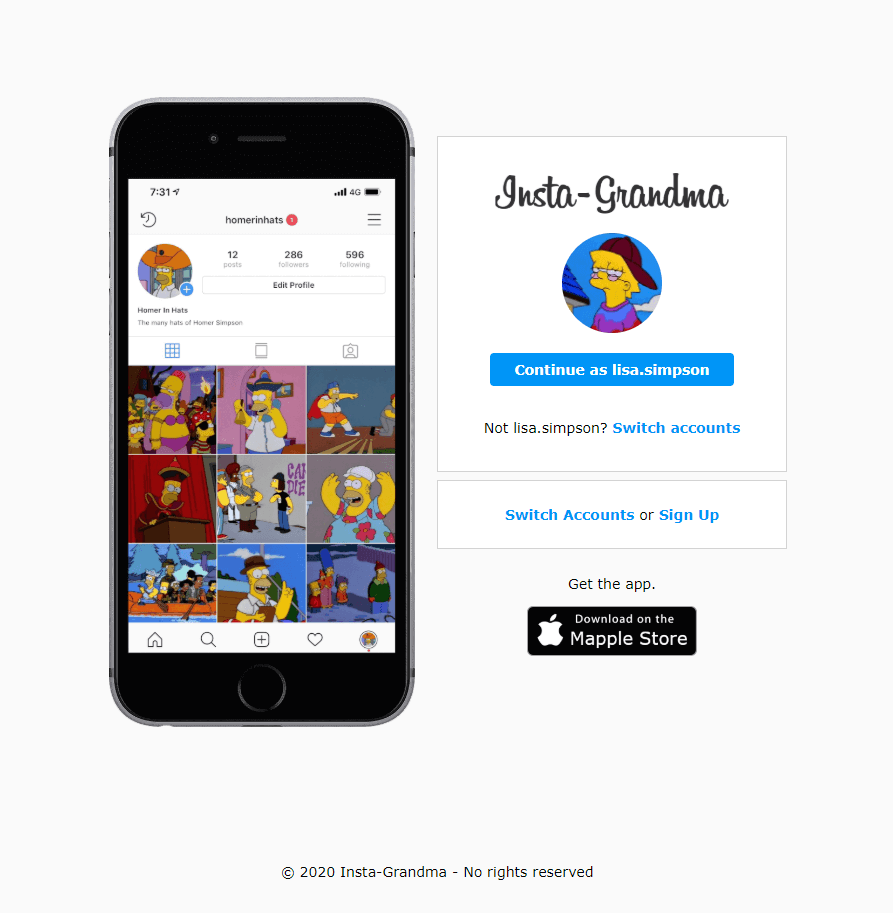 7:31
4G
homerinhats 1
12 286 596
posts followers following
Edit Profile
Home In Hats
The many hats of Homer Simpson
CAN
DIE
Insta-Grandma
Continue as lisa.simpson
Not lisa.simpson? Switch accounts
Switch Accounts or Sign Up
Get the app.
Download on the
Mapple Store
© 2020 Insta-Grandma - No rights reserved